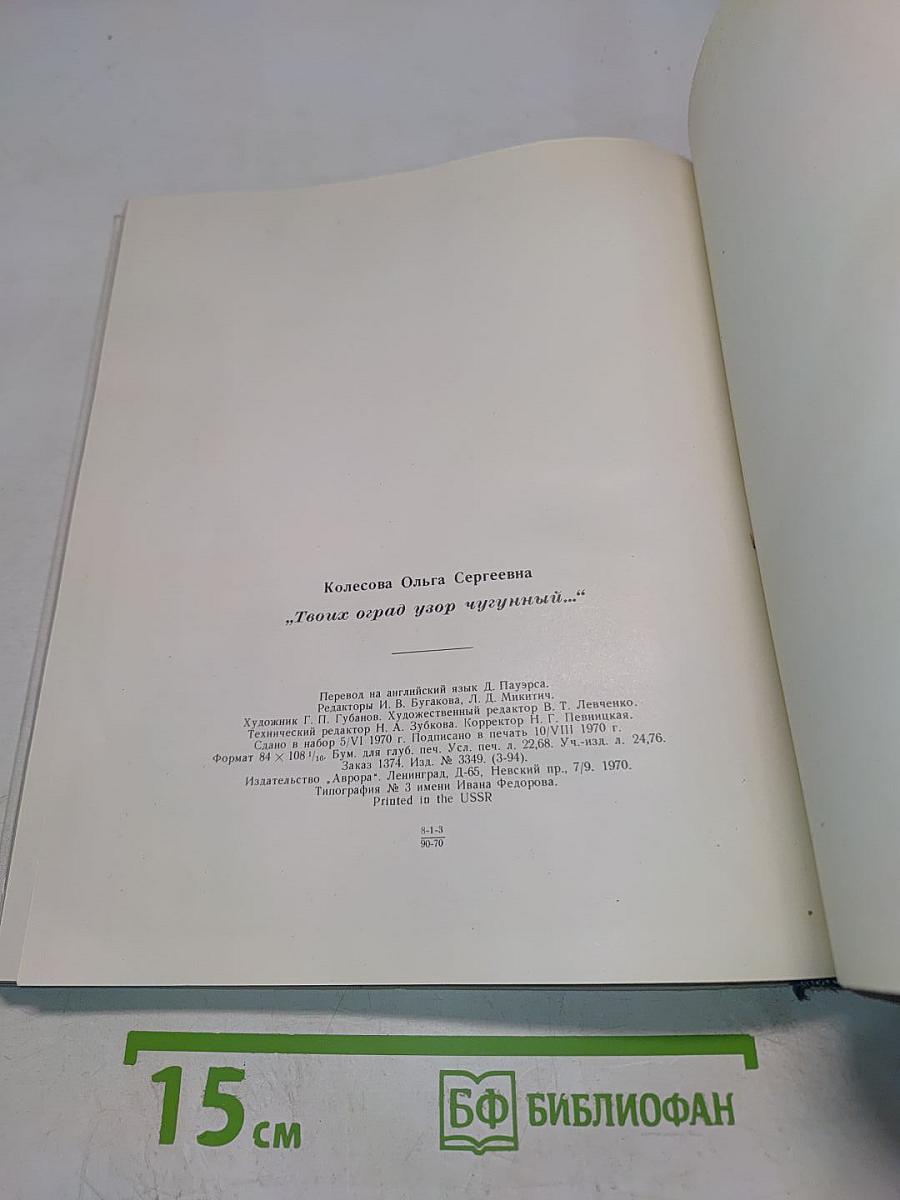 Колесова Ольга Сергеевна
„Твоих оград узор чугунный...“
Перевод на английский язык Д. Пауэрса.
Редакторы И. В. Бугакова, Л. Д. Микитич.
Художник Г. П. Губанов. Художественный редактор В. Т. Левченко.
Технический редактор Н. А. Зубкова. Корректор Н. Г. Певницкая.
Сдано в набор 5/VI 1970 г. Подписано в печать 10/VIII 1970 г.
Формат 84 × 108 1/16. Бум. для глуб. печ. Усл. печ. л. 22,68. Уч.-изд. л. 24,76.
Заказ 1374. Изд. № 3349. (3-94).
Издательство „Аврора“. Ленинград, Д-65, Невский пр., 7/9. 1970.
Типография № 3 имени Ивана Федорова.
Printed in the USSR
8-1-3
90-70
15 см
БФ БИБЛИОФАН